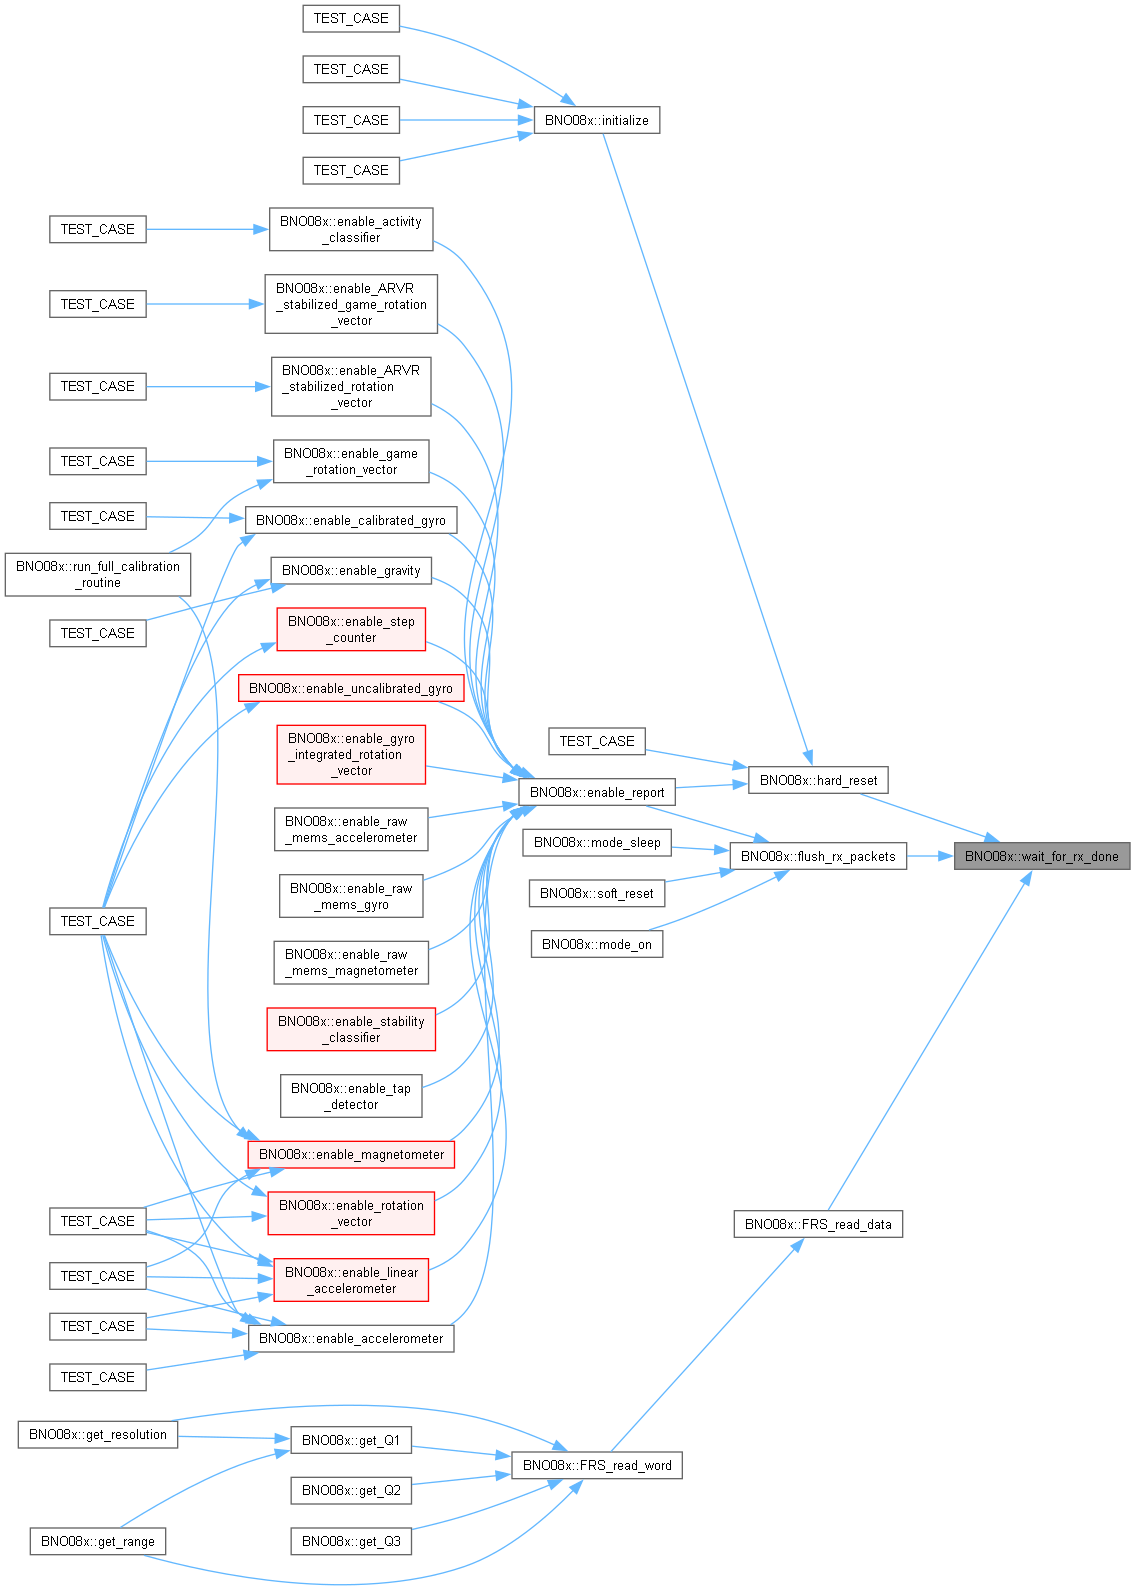 TEST_CASE
TEST_CASE
TEST_CASE
BNO08x::initialize
TEST_CASE
BNO08x::enable_activity
_classifier
TEST_CASE
BNO08x::enable_ARVR
_stabilized_game_rotation
_vector
TEST_CASE
BNO08x::enable_ARVR
_stabilized_rotation
_vector
TEST_CASE
BNO08x::enable_game
_rotation_vector
TEST_CASE
TEST_CASE
BNO08x::enable_calibrated_gyro
BNO08x::run_full_calibration
_routine
BNO08x::enable_gravity
TEST_CASE
BNO08x::enable_step
_counter
BNO08x::enable_uncalibrated_gyro
BNO08x::enable_gyro
_integrated_rotation
_vector
TEST_CASE
BNO08x::hard_reset
BNO08x::enable_report
BNO08x::enable_raw
_mems_accelerometer
BNO08x::mode_sleep
BNO08x::flush_rx_packets
BNO08x::wait_for_rx_done
BNO08x::enable_raw
_mems_gyro
BNO08x::soft_reset
TEST_CASE
BNO08x::mode_on
BNO08x::enable_raw
_mems_magnetometer
BNO08x::enable_stability
_classifier
BNO08x::enable_tap
_detector
BNO08x::enable_magnetometer
BNO08x::enable_rotation
_vector
TEST_CASE
BNO08x::FRS_read_data
TEST_CASE
BNO08x::enable_linear
_accelerometer
TEST_CASE
BNO08x::enable_accelerometer
TEST_CASE
BNO08x::get_resolution
BNO08x::get_Q1
BNO08x::FRS_read_word
BNO08x::get_Q2
BNO08x::get_range
BNO08x::get_Q3